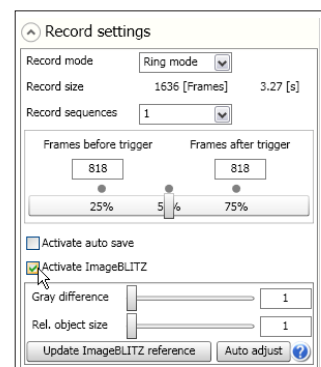 Record settings
Record mode Ring mode
Record size 1636 [Frames] 3.27 [s]
Record sequences 1
Frames before trigger Frames after trigger
818 818
25% 5 % 75%
Activate auto save
Activate ImageBLITZ
Gray difference 1
Rel. object size 1
Update ImageBLITZ reference Auto adjust ?